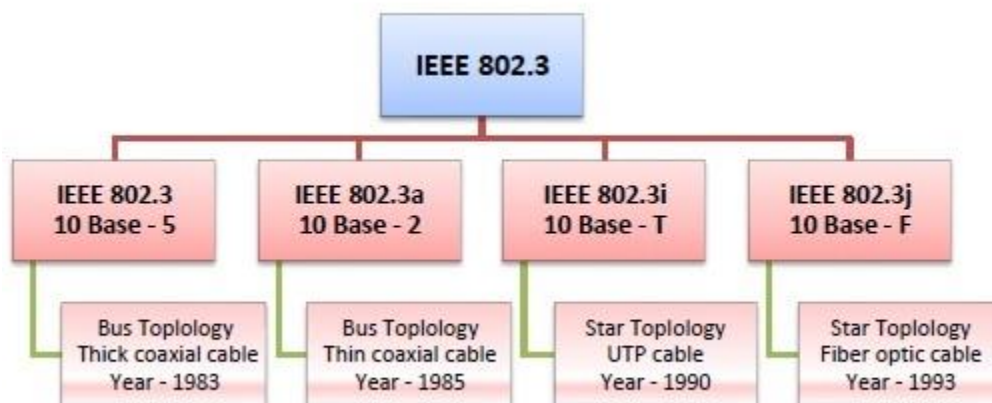 IEEE 802.3
IEEE 802.3
10 Base - 5
IEEE 802.3a
10 Base - 2
IEEE 802.3i
10 Base - T
IEEE 802.3j
10 Base - F
Bus Toplology
Thick coaxial cable
Year - 1983
Bus Toplology
Thin coaxial cable
Year - 1985
Star Toplology
UTP cable
Year - 1990
Star Toplology
Fiber optic cable
Year - 1993